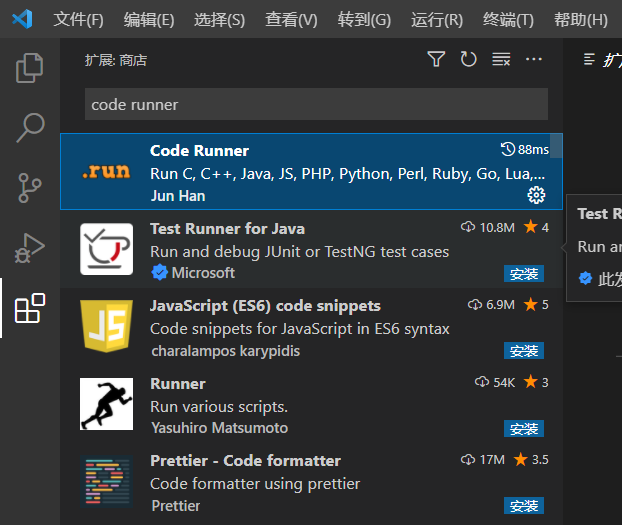 文件(F) 编辑(E) 选择(S) 查看(V) 转到(G) 运行(R) 终端(T) 帮助(H)
扩展: 商店
code runner
.run
Code Runner 88ms
Run C, C++, Java, JS, PHP, Python, Perl, Ruby, Go, Lua,...
Jun Han
Test Runner for Java 10.8M 4
Run and debug JUnit or TestNG test cases
Microsoft 安装
JS
JavaScript (ES6) code snippets 6.9M 5
Code snippets for JavaScript in ES6 syntax
charalampos karypidis 安装
Runner 54K 3
Run various scripts.
Yasuhiro Matsumoto 安装
Prettier - Code formatter 17M 3.5
Code formatter using prettier
Prettier 安装
Test R
Run an
此发